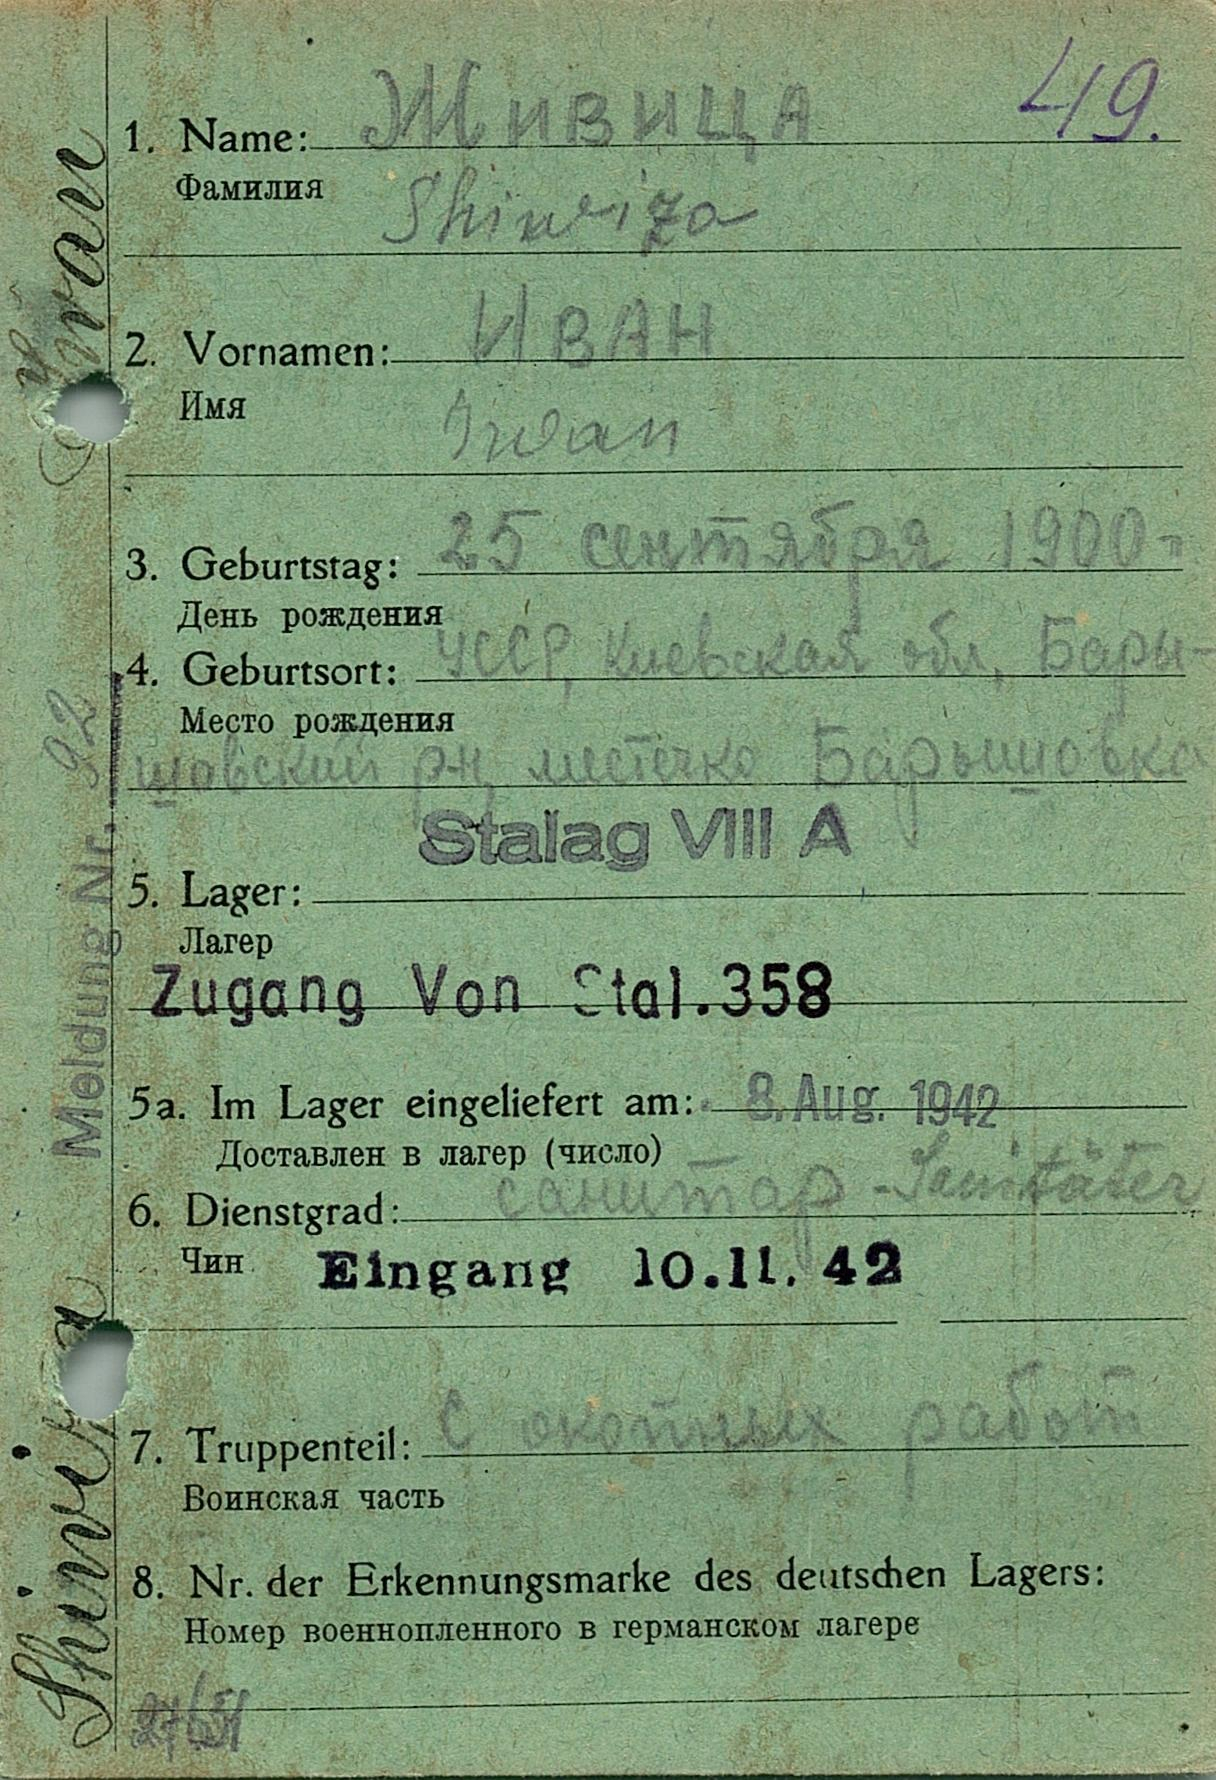 49.
1. Name: Живица
Фамилия
Shiwiza
2. Vornamen: Иван
Имя
Iwan
3. Geburtstag: 25 сентября 1900 г
День рождения
4. Geburtsort: УССР, Киевская обл, Бары-
Место рождения
шовский р-н, местечко Барышовка
Stalag VIII A
5. Lager:
Лагерь
Zugang Von Stal. 358
5a. Im Lager eingeliefert am: 8. Aug. 1942
Доставлен в лагер (число)
6. Dienstgrad: санитар - Sanitäter
Чин
Eingang 10.11.42
7. Truppenteil: с окопных работ
Воинская часть
8. Nr. der Erkennungsmarke des deutschen Lagers:
Номер военнопленного в германском лагере
Shiwiza Iwan
Meldung Nr. 92